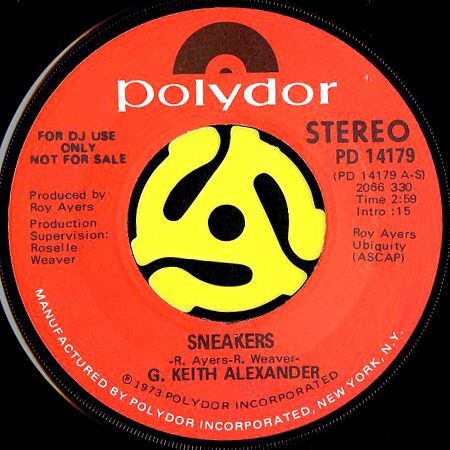 polydor
FOR DJ USE
ONLY
NOT FOR SALE
STEREO
PD 14179
(PD 14179 A-S)
2066 330
Time 2:59
Intro :15
Produced by
Roy Ayers
Production
Supervision:
Roselle
Weaver
Roy Ayers
Ubiquity
(ASCAP)
SNEAKERS
-R. Ayers-R. Weaver-
G. KEITH ALEXANDER
℗ 1973 POLYDOR INCORPORATED
MANUFACTURED BY POLYDOR INCORPORATED, NEW YORK, N.Y.